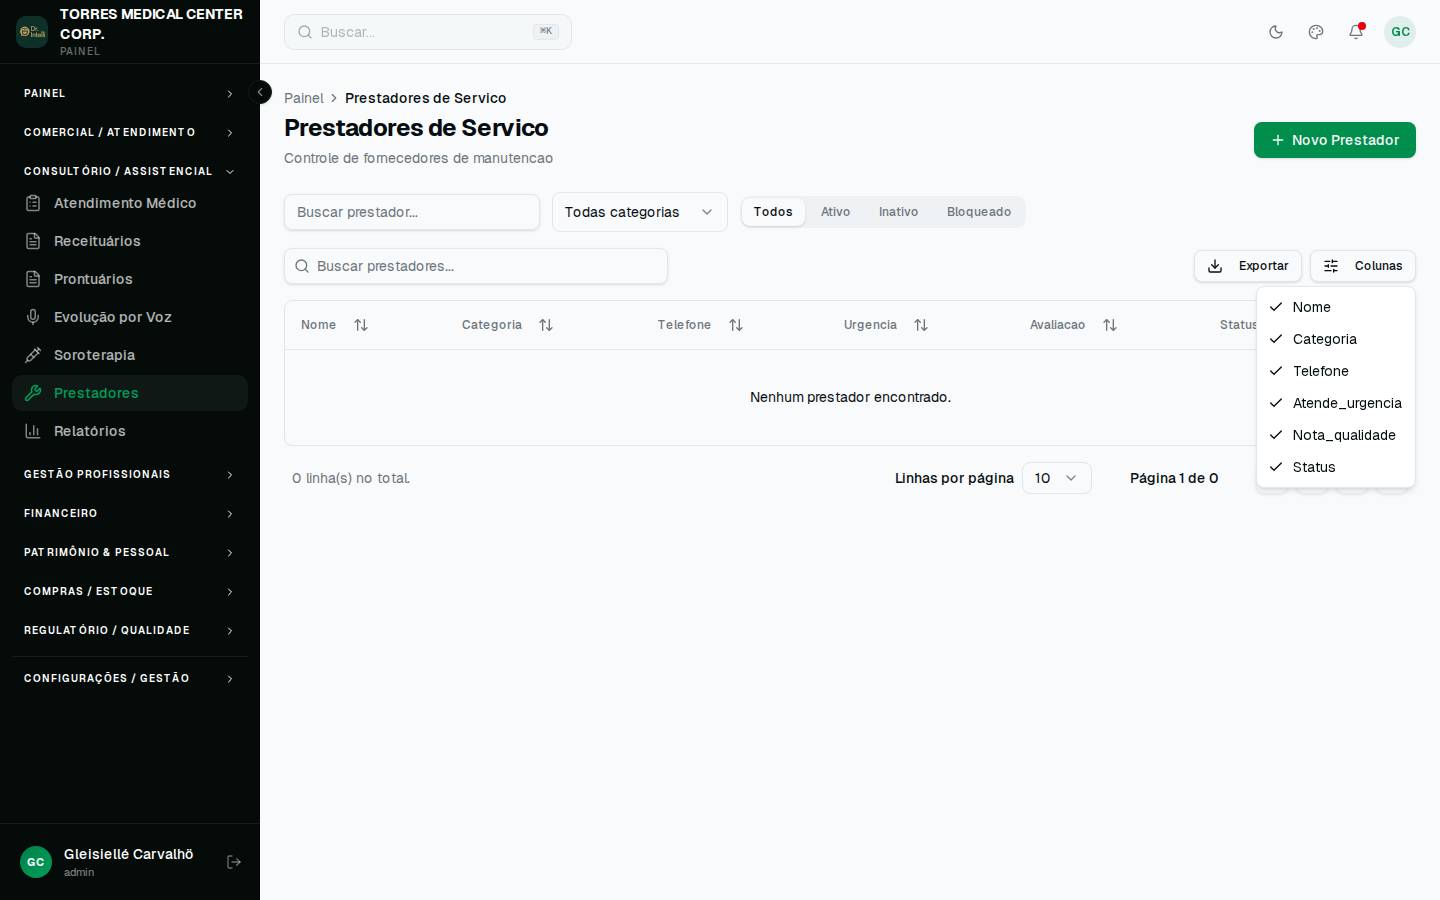 TORRES MEDICAL CENTER
CORP.
PAINEL
Dr.
Intelli
PAINEL
COMERCIAL / ATENDIMENTO
CONSULTÓRIO / ASSISTENCIAL
Atendimento Médico
Receituários
Prontuários
Evolução por Voz
Soroterapia
Prestadores
Relatórios
GESTÃO PROFISSIONAIS
FINANCEIRO
PATRIMÔNIO & PESSOAL
COMPRAS / ESTOQUE
REGULATÓRIO / QUALIDADE
CONFIGURAÇÕES / GESTÃO
GC
Gleisiellé Carvalhö
admin
Buscar...
⌘K
GC
Painel
Prestadores de Servico
Prestadores de Servico
Controle de fornecedores de manutencao
Novo Prestador
Buscar prestador...
Todas categorias
Todos
Ativo
Inativo
Bloqueado
Buscar prestadores...
Exportar
Colunas
Nome
Categoria
Telefone
Urgencia
Avaliacao
Status
Nenhum prestador encontrado.
Nome
Categoria
Telefone
Atende_urgencia
Nota_qualidade
Status
0 linha(s) no total.
Linhas por página
10
Página 1 de 0